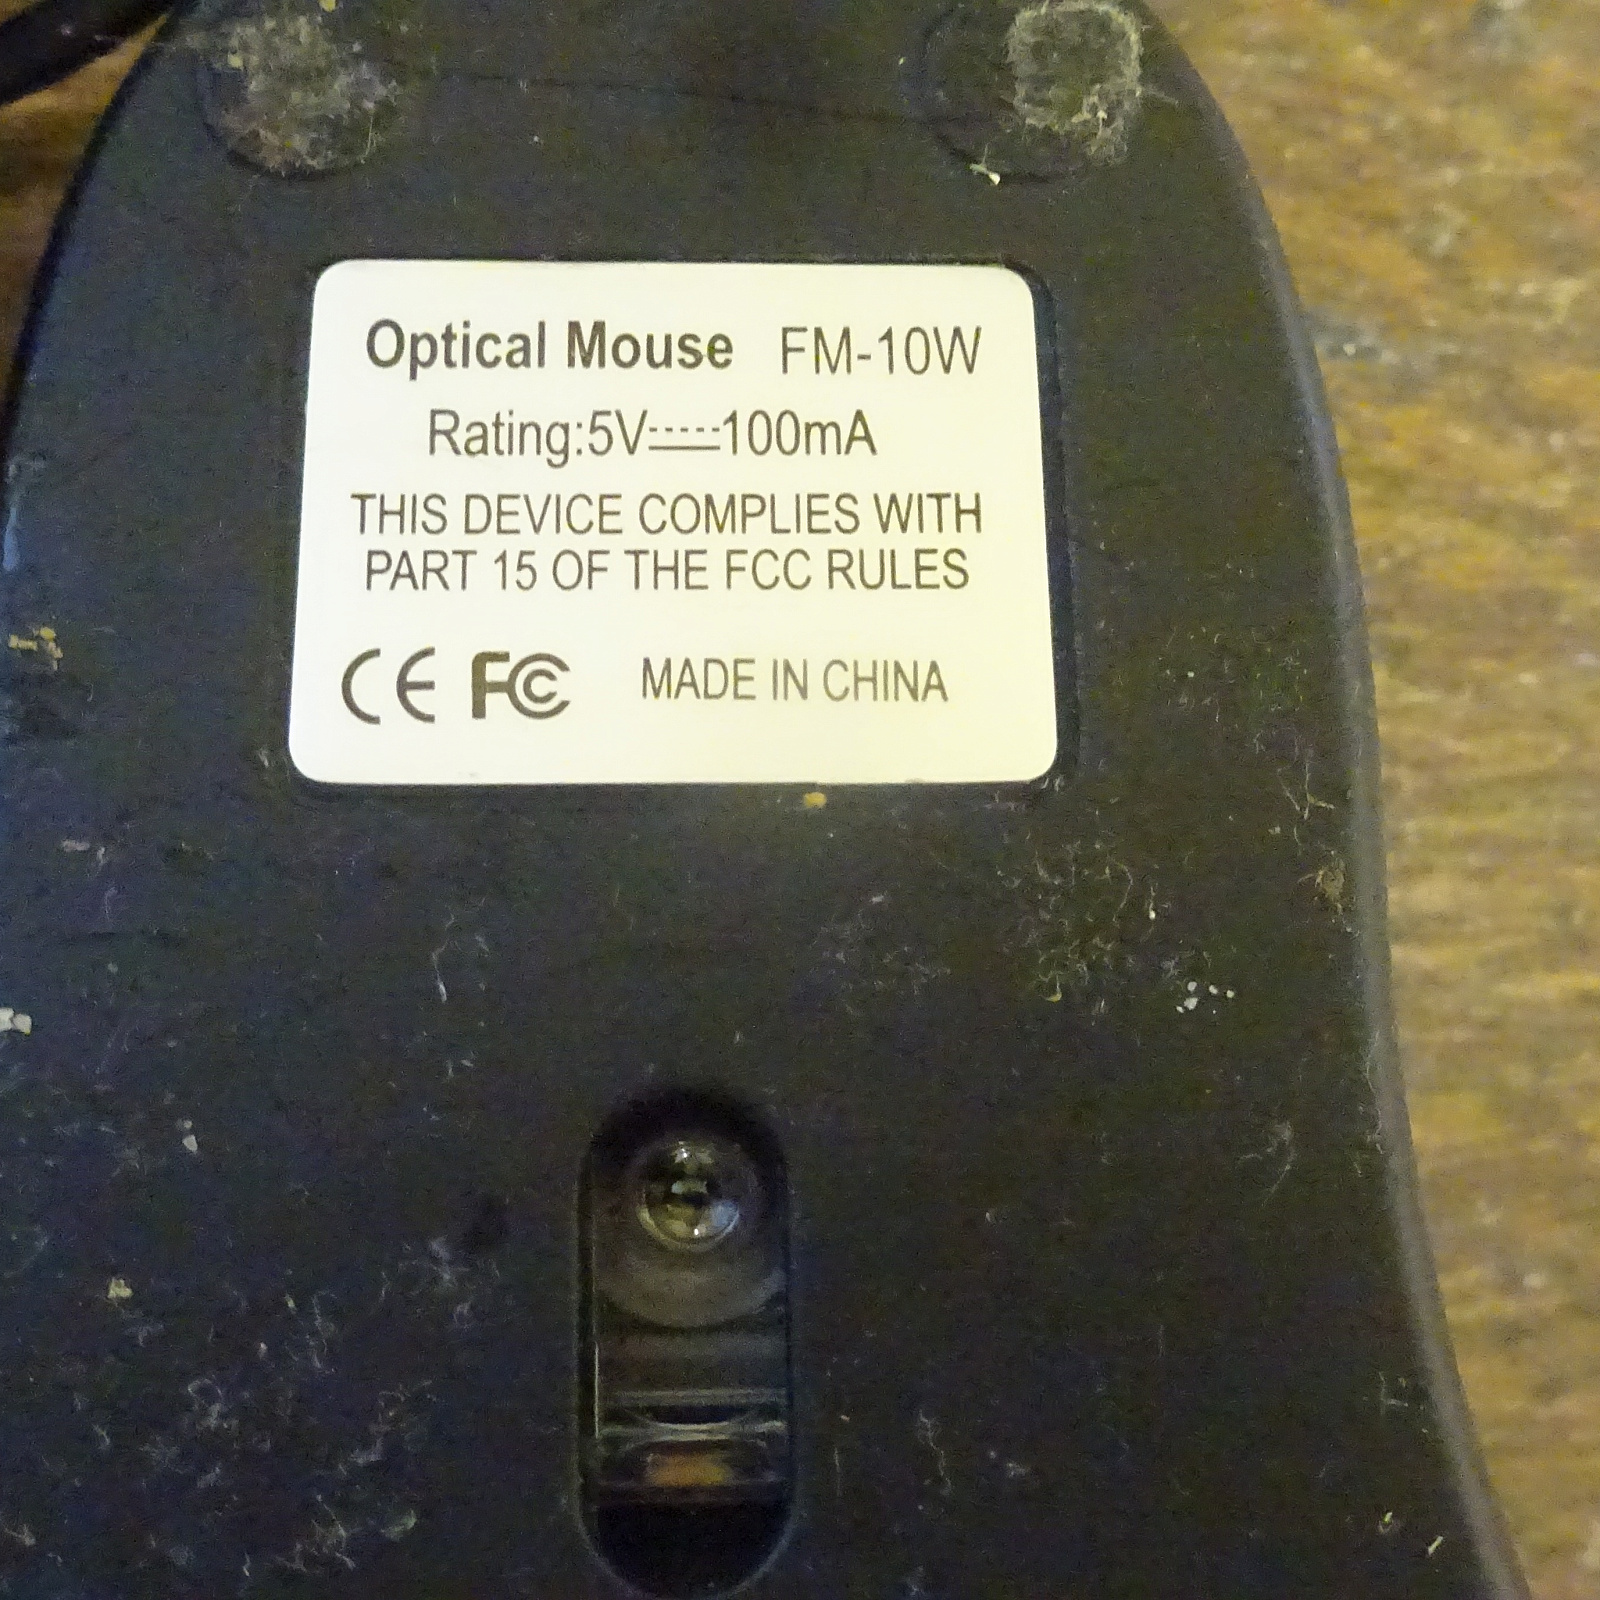 Optical Mouse FM-10W
Rating:5V⎓100mA
THIS DEVICE COMPLIES WITH
PART 15 OF THE FCC RULES
CE FCC MADE IN CHINA